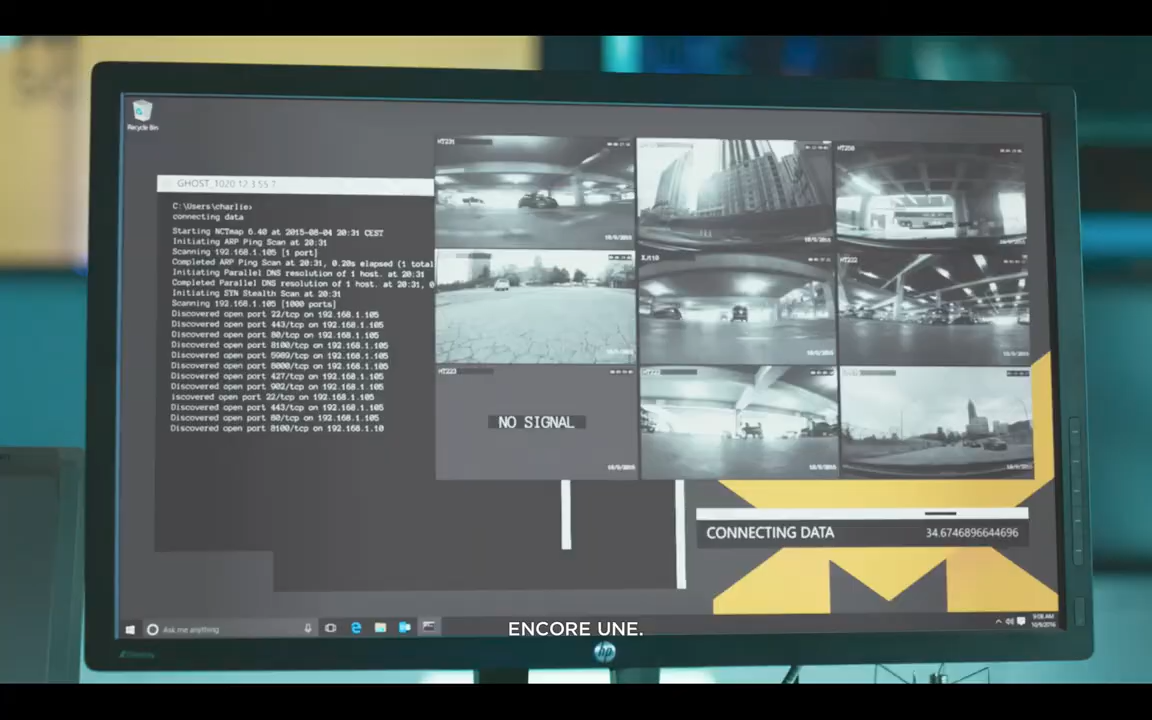 Recycle Bin
GHOST_1020 12.3.55 T
C:\Users\charlie>
connecting data
Starting NCTmap 6.40 at 2015-08-04 20:31 CEST
Initiating ARP Ping Scan at 20:31
Scanning 192.168.1.105 [1 port]
Completed ARP Ping Scan at 20:31, 0.20s elapsed (1 total
Initiating Parallel DNS resolution of 1 host. at 20:31
Completed Parallel DNS resolution of 1 host. at 20:31, 0
Initiating SYN Stealth Scan at 20:31
Scanning 192.168.1.105 [1000 ports]
Discovered open port 22/tcp on 192.168.1.105
Discovered open port 443/tcp on 192.168.1.105
Discovered open port 80/tcp on 192.168.1.105
Discovered open port 8100/tcp on 192.168.1.105
Discovered open port 5989/tcp on 192.168.1.105
Discovered open port 8000/tcp on 192.168.1.105
Discovered open port 427/tcp on 192.168.1.105
Discovered open port 902/tcp on 192.168.1.105
iscovered open port 22/tcp on 192.168.1.105
Discovered open port 443/tcp on 192.168.1.105
Discovered open port 80/tcp on 192.168.1.105
Discovered open port 8100/tcp on 192.168.1.10
HT231
HT222
HT223
NO SIGNAL
CONNECTING DATA
34.6746896644696
Ask me anything
ENCORE UNE.
hp